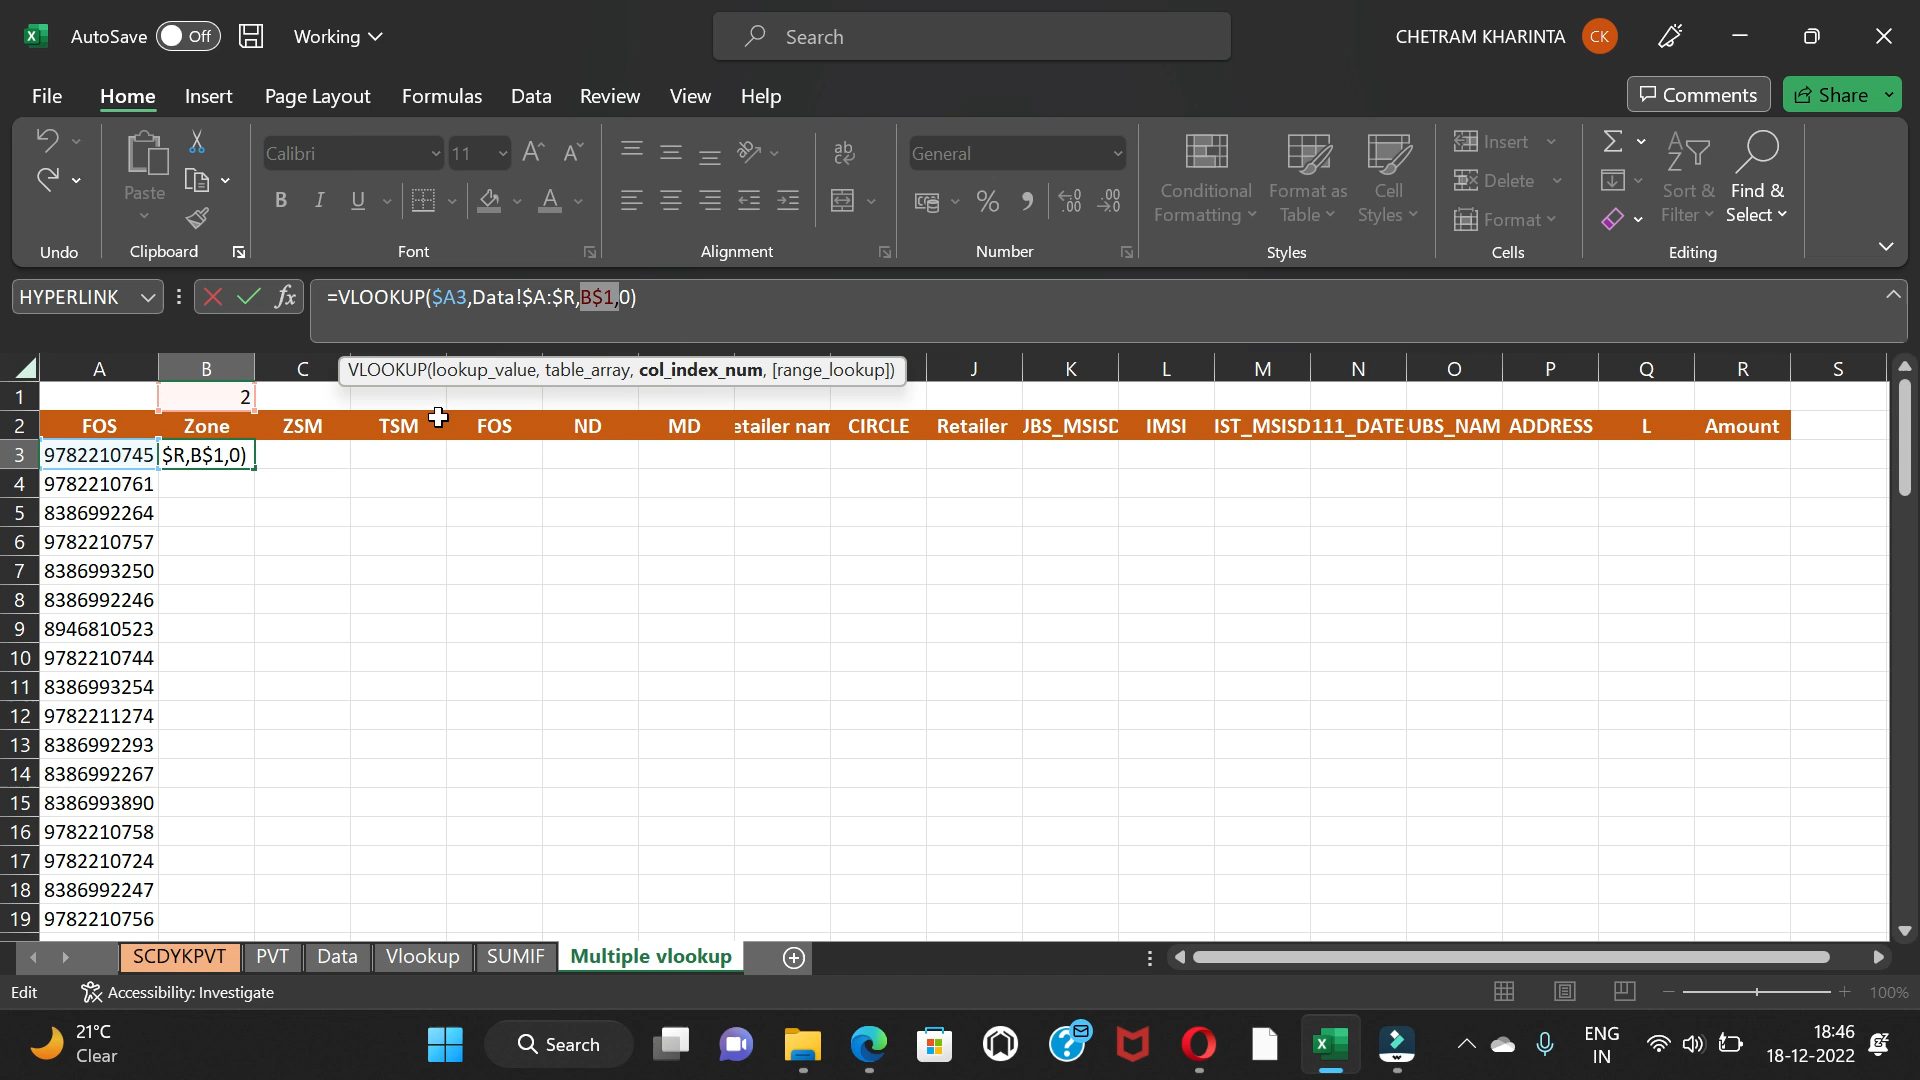 AutoSave Off Working Search CHETRAM KHARINTA CK
File Home Insert Page Layout Formulas Data Review View Help Comments Share
Calibri 11 General
Paste
B I U
Conditional Formatting
Format as Table
Cell Styles
Insert
Delete
Format
Sort & Filter
Find & Select
Undo Clipboard Font Alignment Number Styles Cells Editing
HYPERLINK fx =VLOOKUP($A3,Data!$A:$R,B$1,0)
VLOOKUP(lookup_value, table_array, col_index_num, [range_lookup])
A B C J K L M N O P Q R S
1 2
2 FOS Zone ZSM TSM FOS ND MD etailer nam CIRCLE Retailer JBS_MSISD IMSI IST_MSISD 111_DATE UBS_NAM ADDRESS L Amount
3 9782210745 $R,B$1,0)
4 9782210761
5 8386992264
6 9782210757
7 8386993250
8 8386992246
9 8946810523
10 9782210744
11 8386993254
12 9782211274
13 8386992293
14 8386992267
15 8386993890
16 9782210758
17 9782210724
18 8386992247
19 9782210756
SCDYKPVT PVT Data Vlookup SUMIF Multiple vlookup
Edit Accessibility: Investigate 100%
21°C
Clear
Search
ENG
IN
18:46
18-12-2022